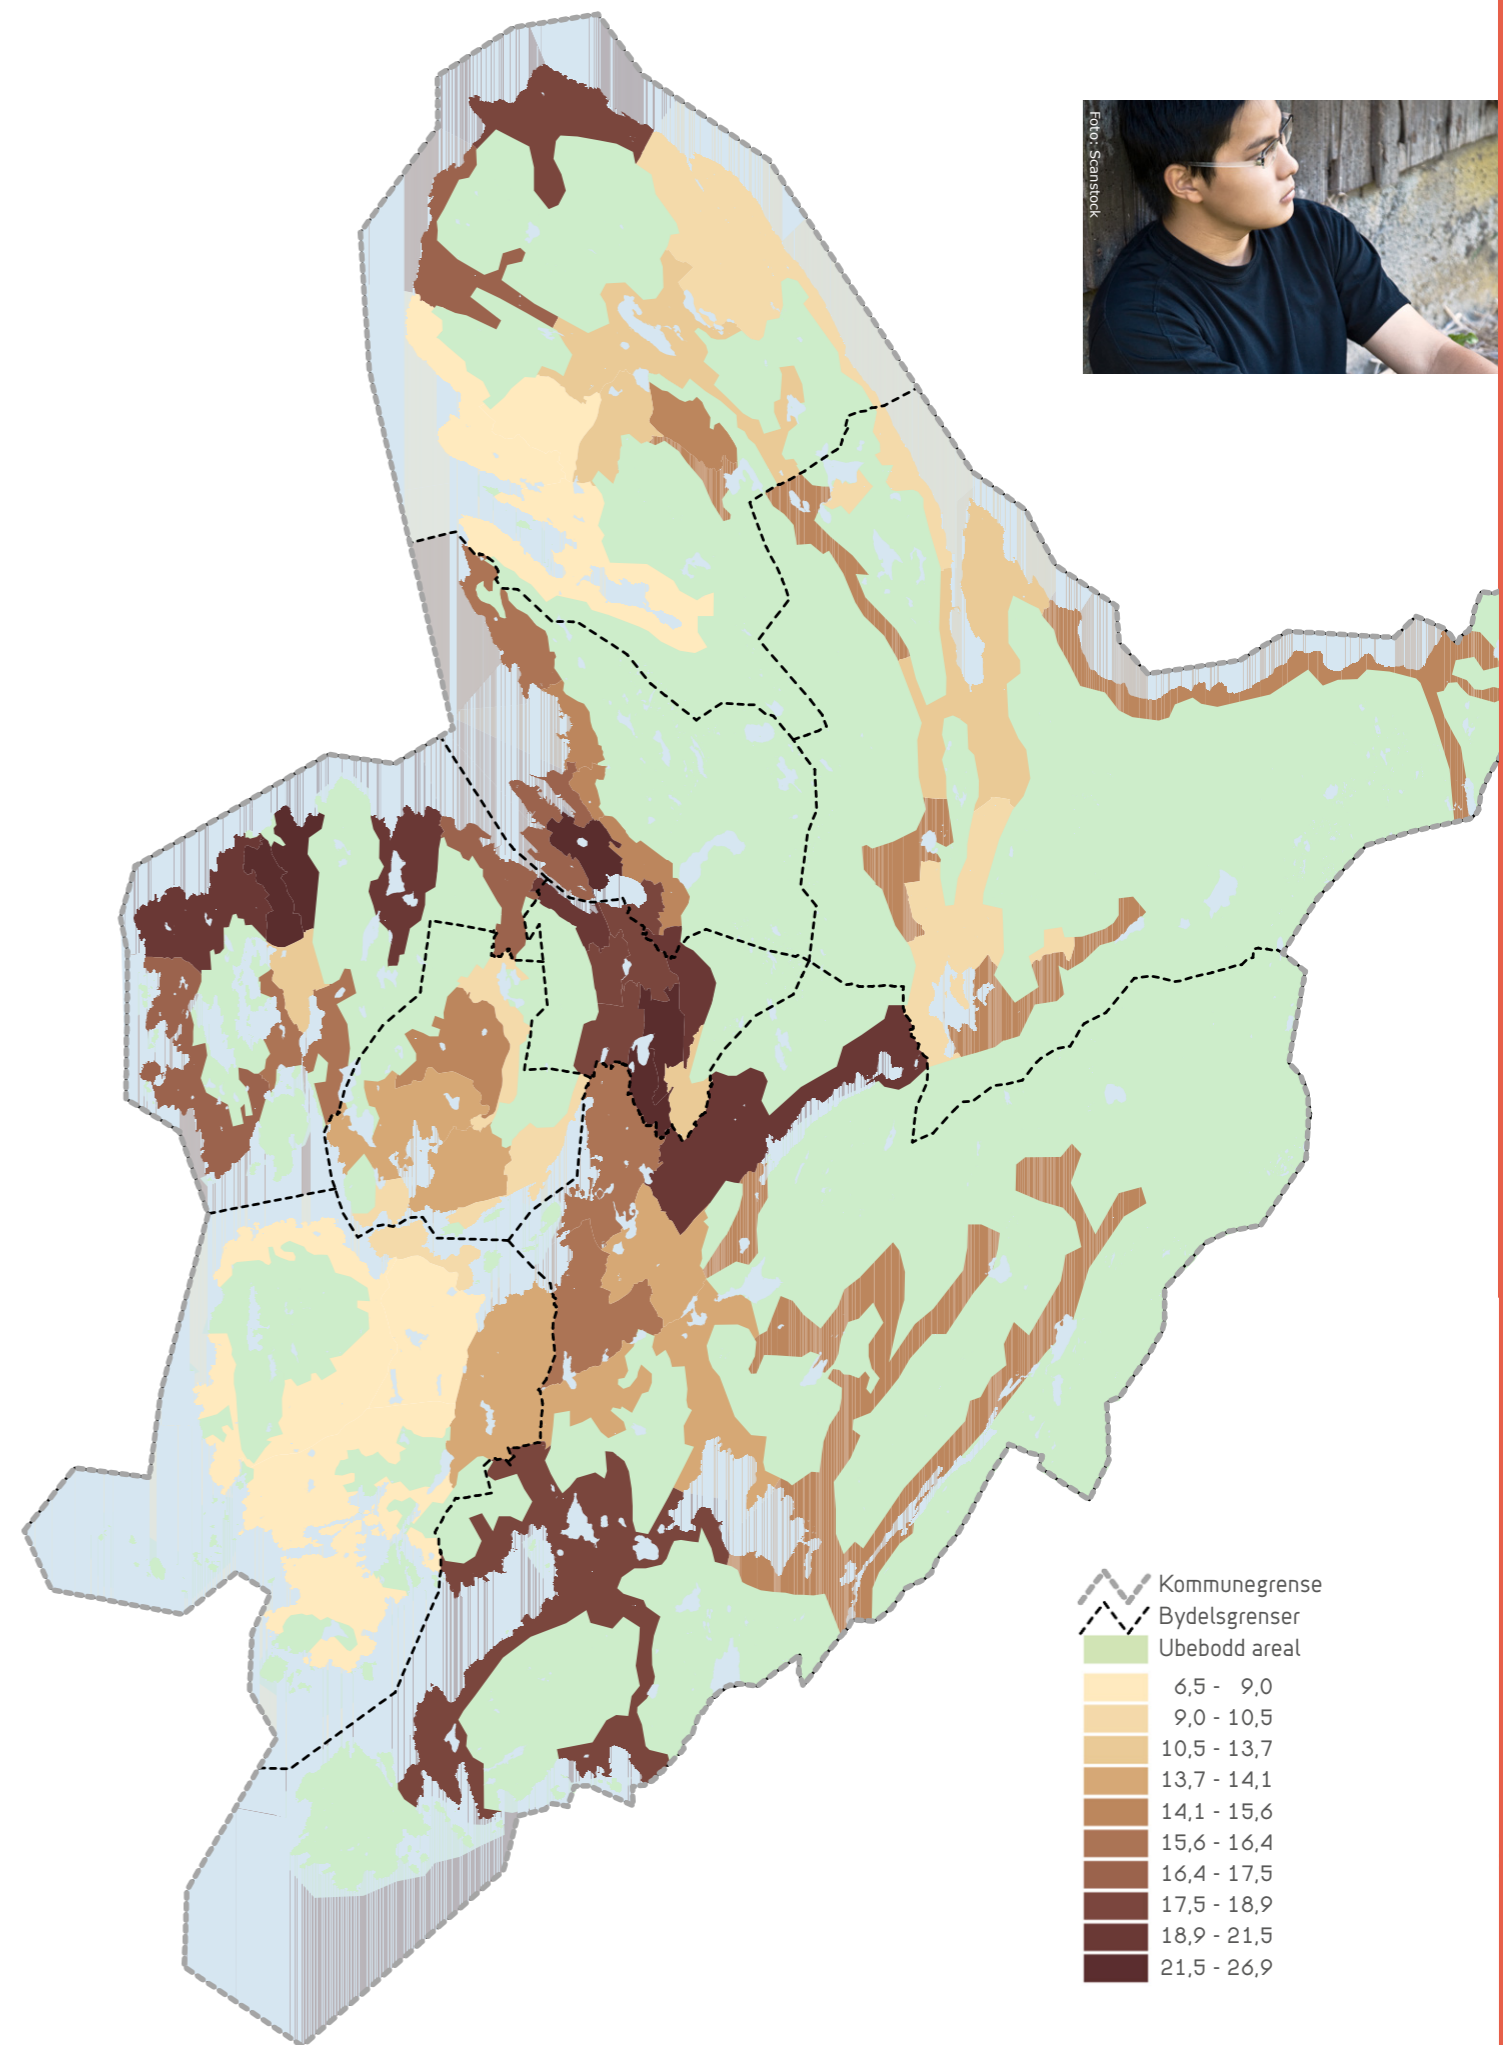 Foto: Scanstock
Kommunegrense
Bydelsgrenser
Ubebodd areal
6,5 - 9,0
9,0 - 10,5
10,5 - 13,7
13,7 - 14,1
14,1 - 15,6
15,6 - 16,4
16,4 - 17,5
17,5 - 18,9
18,9 - 21,5
21,5 - 26,9